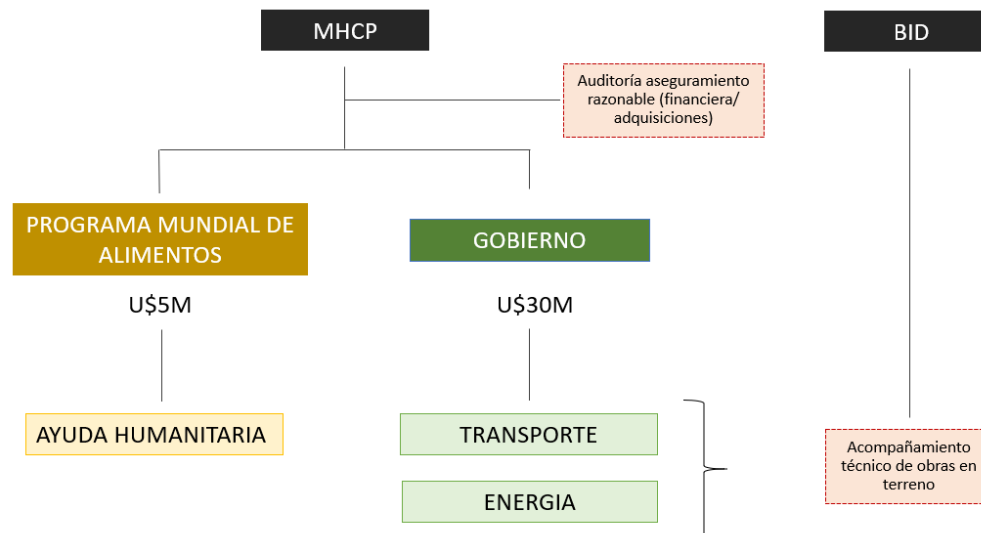 MHCP
BID
Auditoría aseguramiento
razonable (financiera/
adquisiciones)
PROGRAMA MUNDIAL DE
ALIMENTOS
GOBIERNO
U$5M
U$30M
AYUDA HUMANITARIA
TRANSPORTE
ENERGIA
Acompañamiento
técnico de obras en
terreno